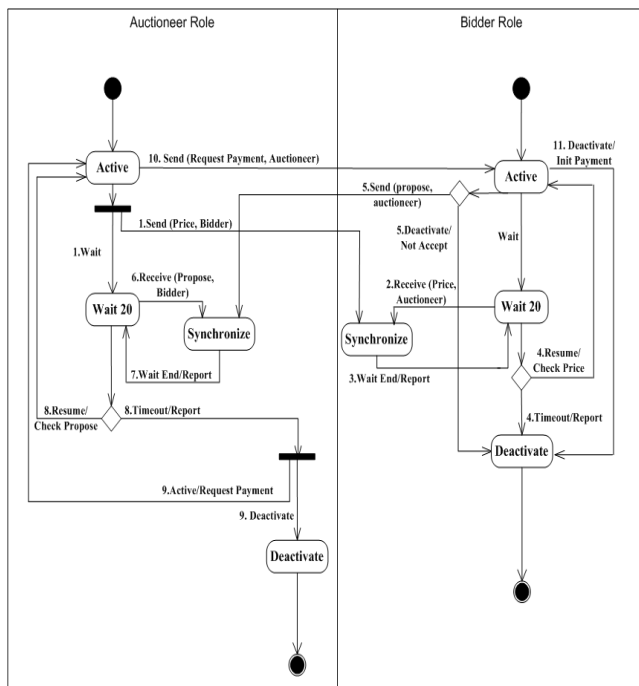 Auctioneer Role
Bidder Role
11. Deactivate/
Init Payment
10. Send (Request Payment, Auctioneer)
Active
Active
5.Send (propose,
auctioneer)
1.Send (Price, Bidder)
5.Deactivate/
Not Accept
Wait
1.Wait
6.Receive (Propose,
Bidder)
2.Receive (Price,
Auctioneer)
Wait 20
Wait 20
Synchronize
Synchronize
4.Resume/
Check Price
7.Wait End/Report
3.Wait End/Report
8.Resume/
Check Propose
8.Timeout/Report
4.Timeout/Report
Deactivate
9.Active/Request Payment
9. Deactivate
Deactivate